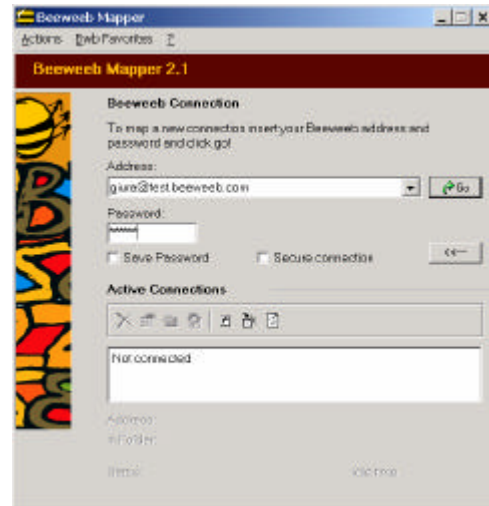 Beeweeb Mapper
Actions Bwb Favorites ?
Beeweeb Mapper 2.1
Beeweeb Connection
To map a new connection insert your Beeweeb address and
password and click go!
Address:
@test.beeweeb.com
Go
Password:
Save Password
Secure connection
Active Connections
Not connected
Address: